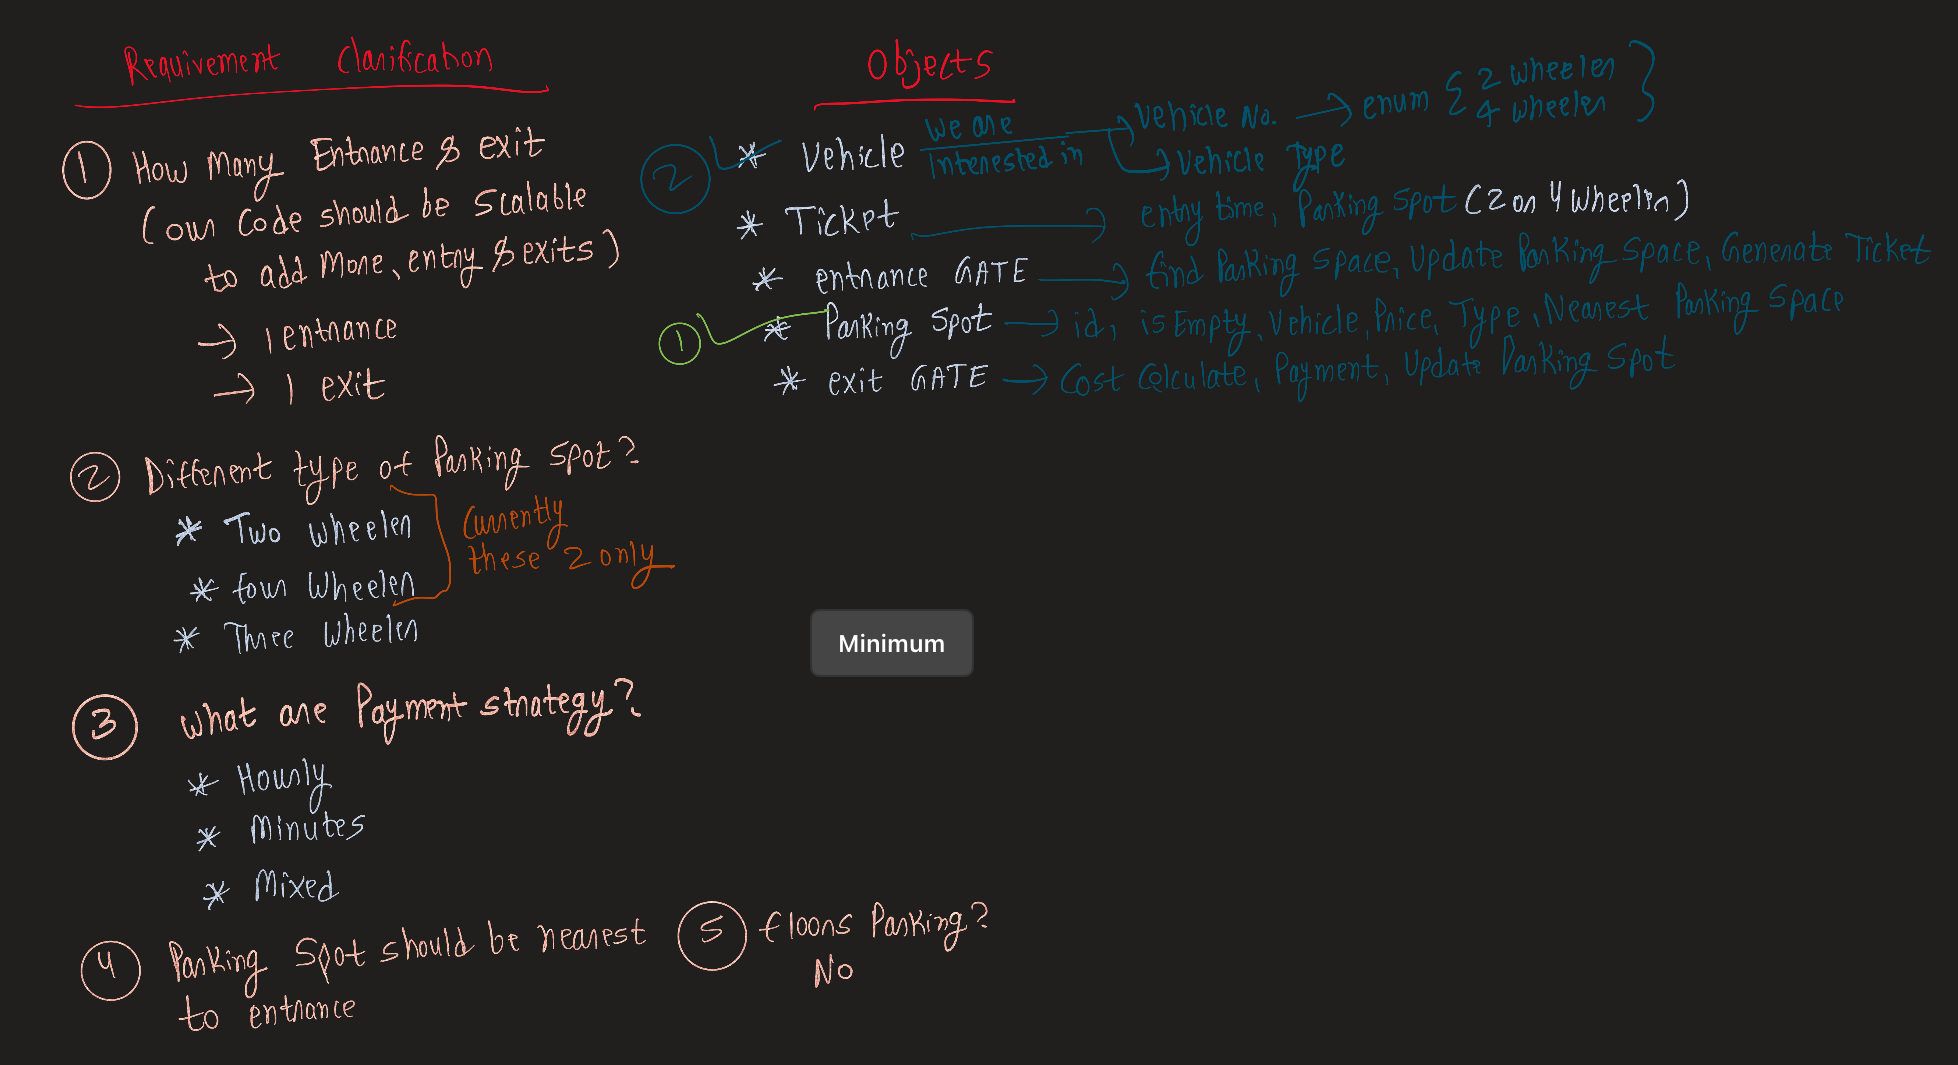 Requirement Clarification
① How Many Entrance & exit
(our Code should be Scalable
to add More, entry & exits)
→ 1 entrance
→ 1 exit
② Different type of Parking Spot?
* Two wheeler
* four Wheeler
* Three Wheeler
Currently
these 2 only
③ What are Payment strategy?
* Hourly
* Minutes
* Mixed
④ Parking Spot should be nearest
to entrance
⑤ floors Parking?
No
Objects
② * Vehicle
We are
Interested in
Vehicle No. → enum { 2 wheeler
4 wheeler }
Vehicle Type
* Ticket → entry time, Parking Spot (2 or 4 Wheeler)
* entrance GATE → find Parking Space, Update Parking Space, Generate Ticket
① * Parking Spot → id, isEmpty, Vehicle, Price, Type, Nearest Parking Space
* exit GATE → Cost Calculate, Payment, Update Parking Spot
Minimum